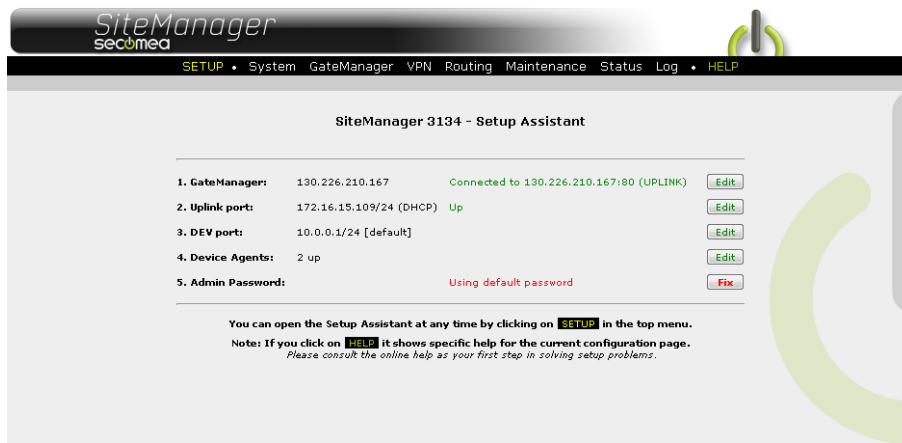 SiteManager
secomea
SETUP • System GateManager VPN Routing Maintenance Status Log • HELP
SiteManager 3134 - Setup Assistant
1. GateManager: 130.226.210.167 Connected to 130.226.210.167:80 (UPLINK) Edit
2. Uplink port: 172.16.15.109/24 (DHCP) Up Edit
3. DEV port: 10.0.0.1/24 [default] Edit
4. Device Agents: 2 up Edit
5. Admin Password: Using default password Fix
You can open the Setup Assistant at any time by clicking on SETUP in the top menu.
Note: If you click on HELP it shows specific help for the current configuration page.
Please consult the online help as your first step in solving setup problems.